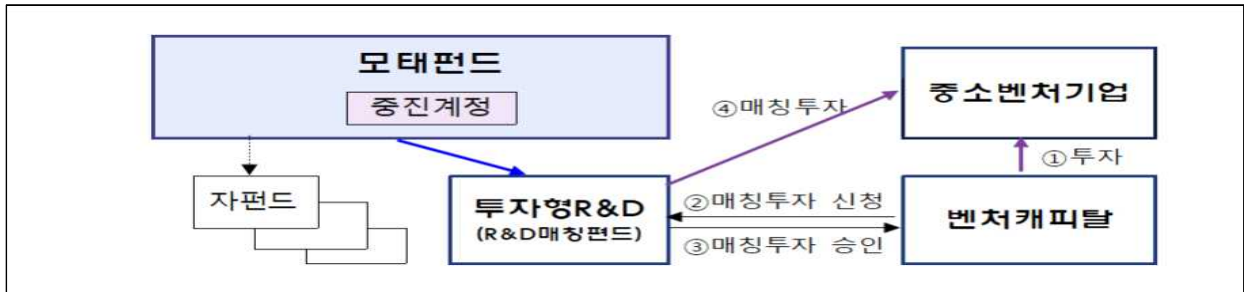 모태펀드
중진계정
중소벤처기업
④매칭투자
①투자
자펀드
투자형R&D
(R&D매칭펀드)
②매칭투자 신청
③매칭투자 승인
벤처캐피탈